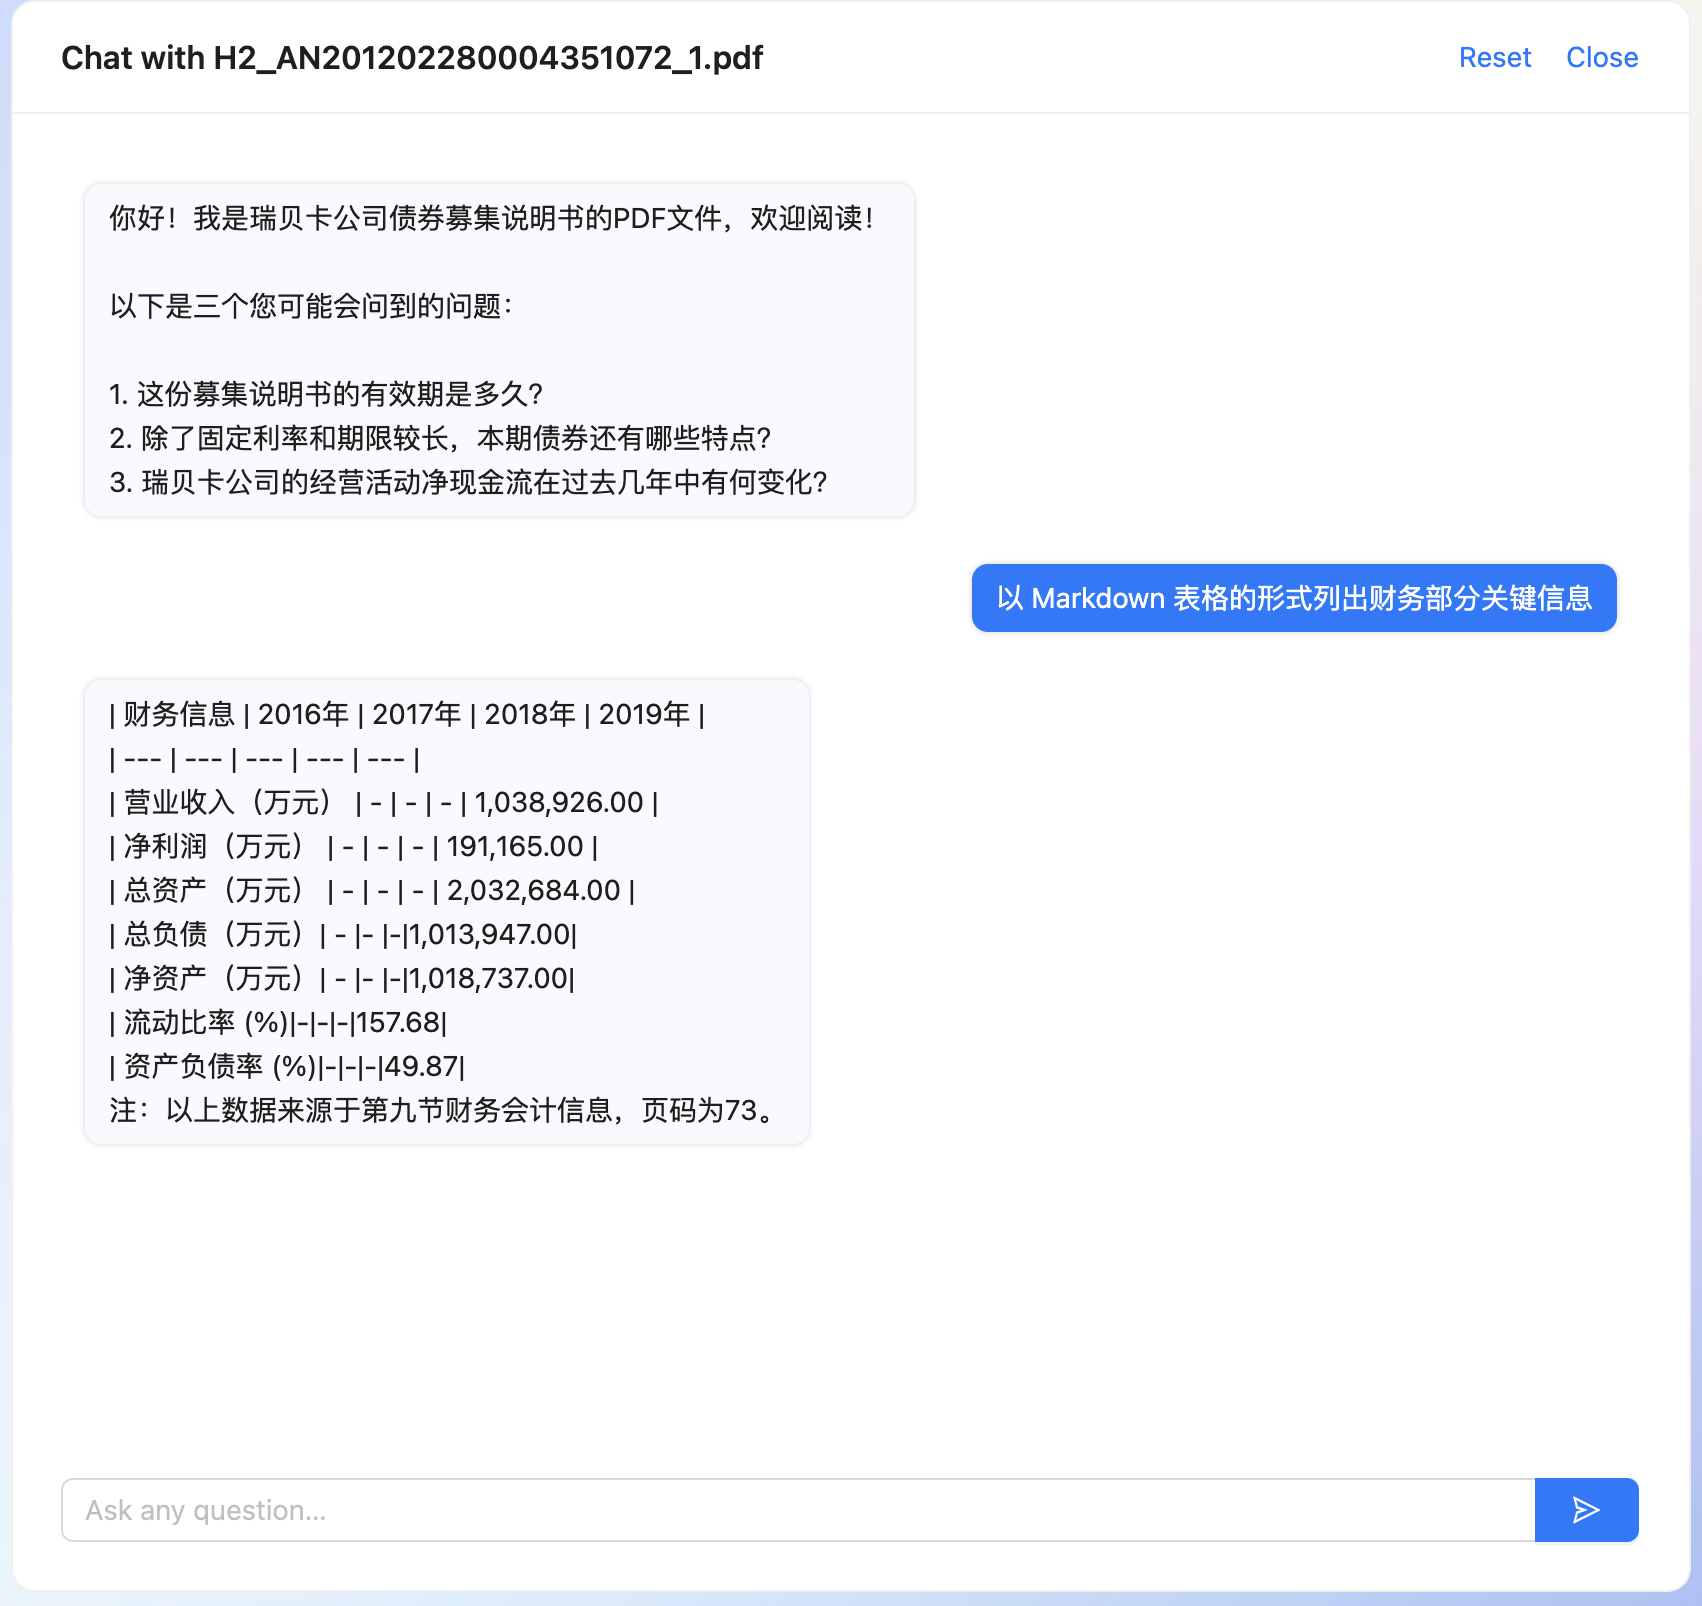 Chat with H2_AN201202280004351072_1.pdf
Reset
Close
你好！我是瑞贝卡公司债券募集说明书的PDF文件，欢迎阅读！
以下是三个您可能会问到的问题：
1. 这份募集说明书的有效期是多久？
2. 除了固定利率和期限较长，本期债券还有哪些特点？
3. 瑞贝卡公司的经营活动净现金流在过去几年中有何变化？
以 Markdown 表格的形式列出财务部分关键信息
| 财务信息 | 2016年 | 2017年 | 2018年 | 2019年 |
| --- | --- | --- | --- | --- |
| 营业收入（万元） | - | - | - | 1,038,926.00 |
| 净利润（万元） | - | - | - | 191,165.00 |
| 总资产（万元） | - | - | - | 2,032,684.00 |
| 总负债（万元）| - |- |-|1,013,947.00|
| 净资产（万元）| - |- |-|1,018,737.00|
| 流动比率 (%)|-|-|-|157.68|
| 资产负债率 (%)|-|-|-|49.87|
注：以上数据来源于第九节财务会计信息，页码为73。
Ask any question...